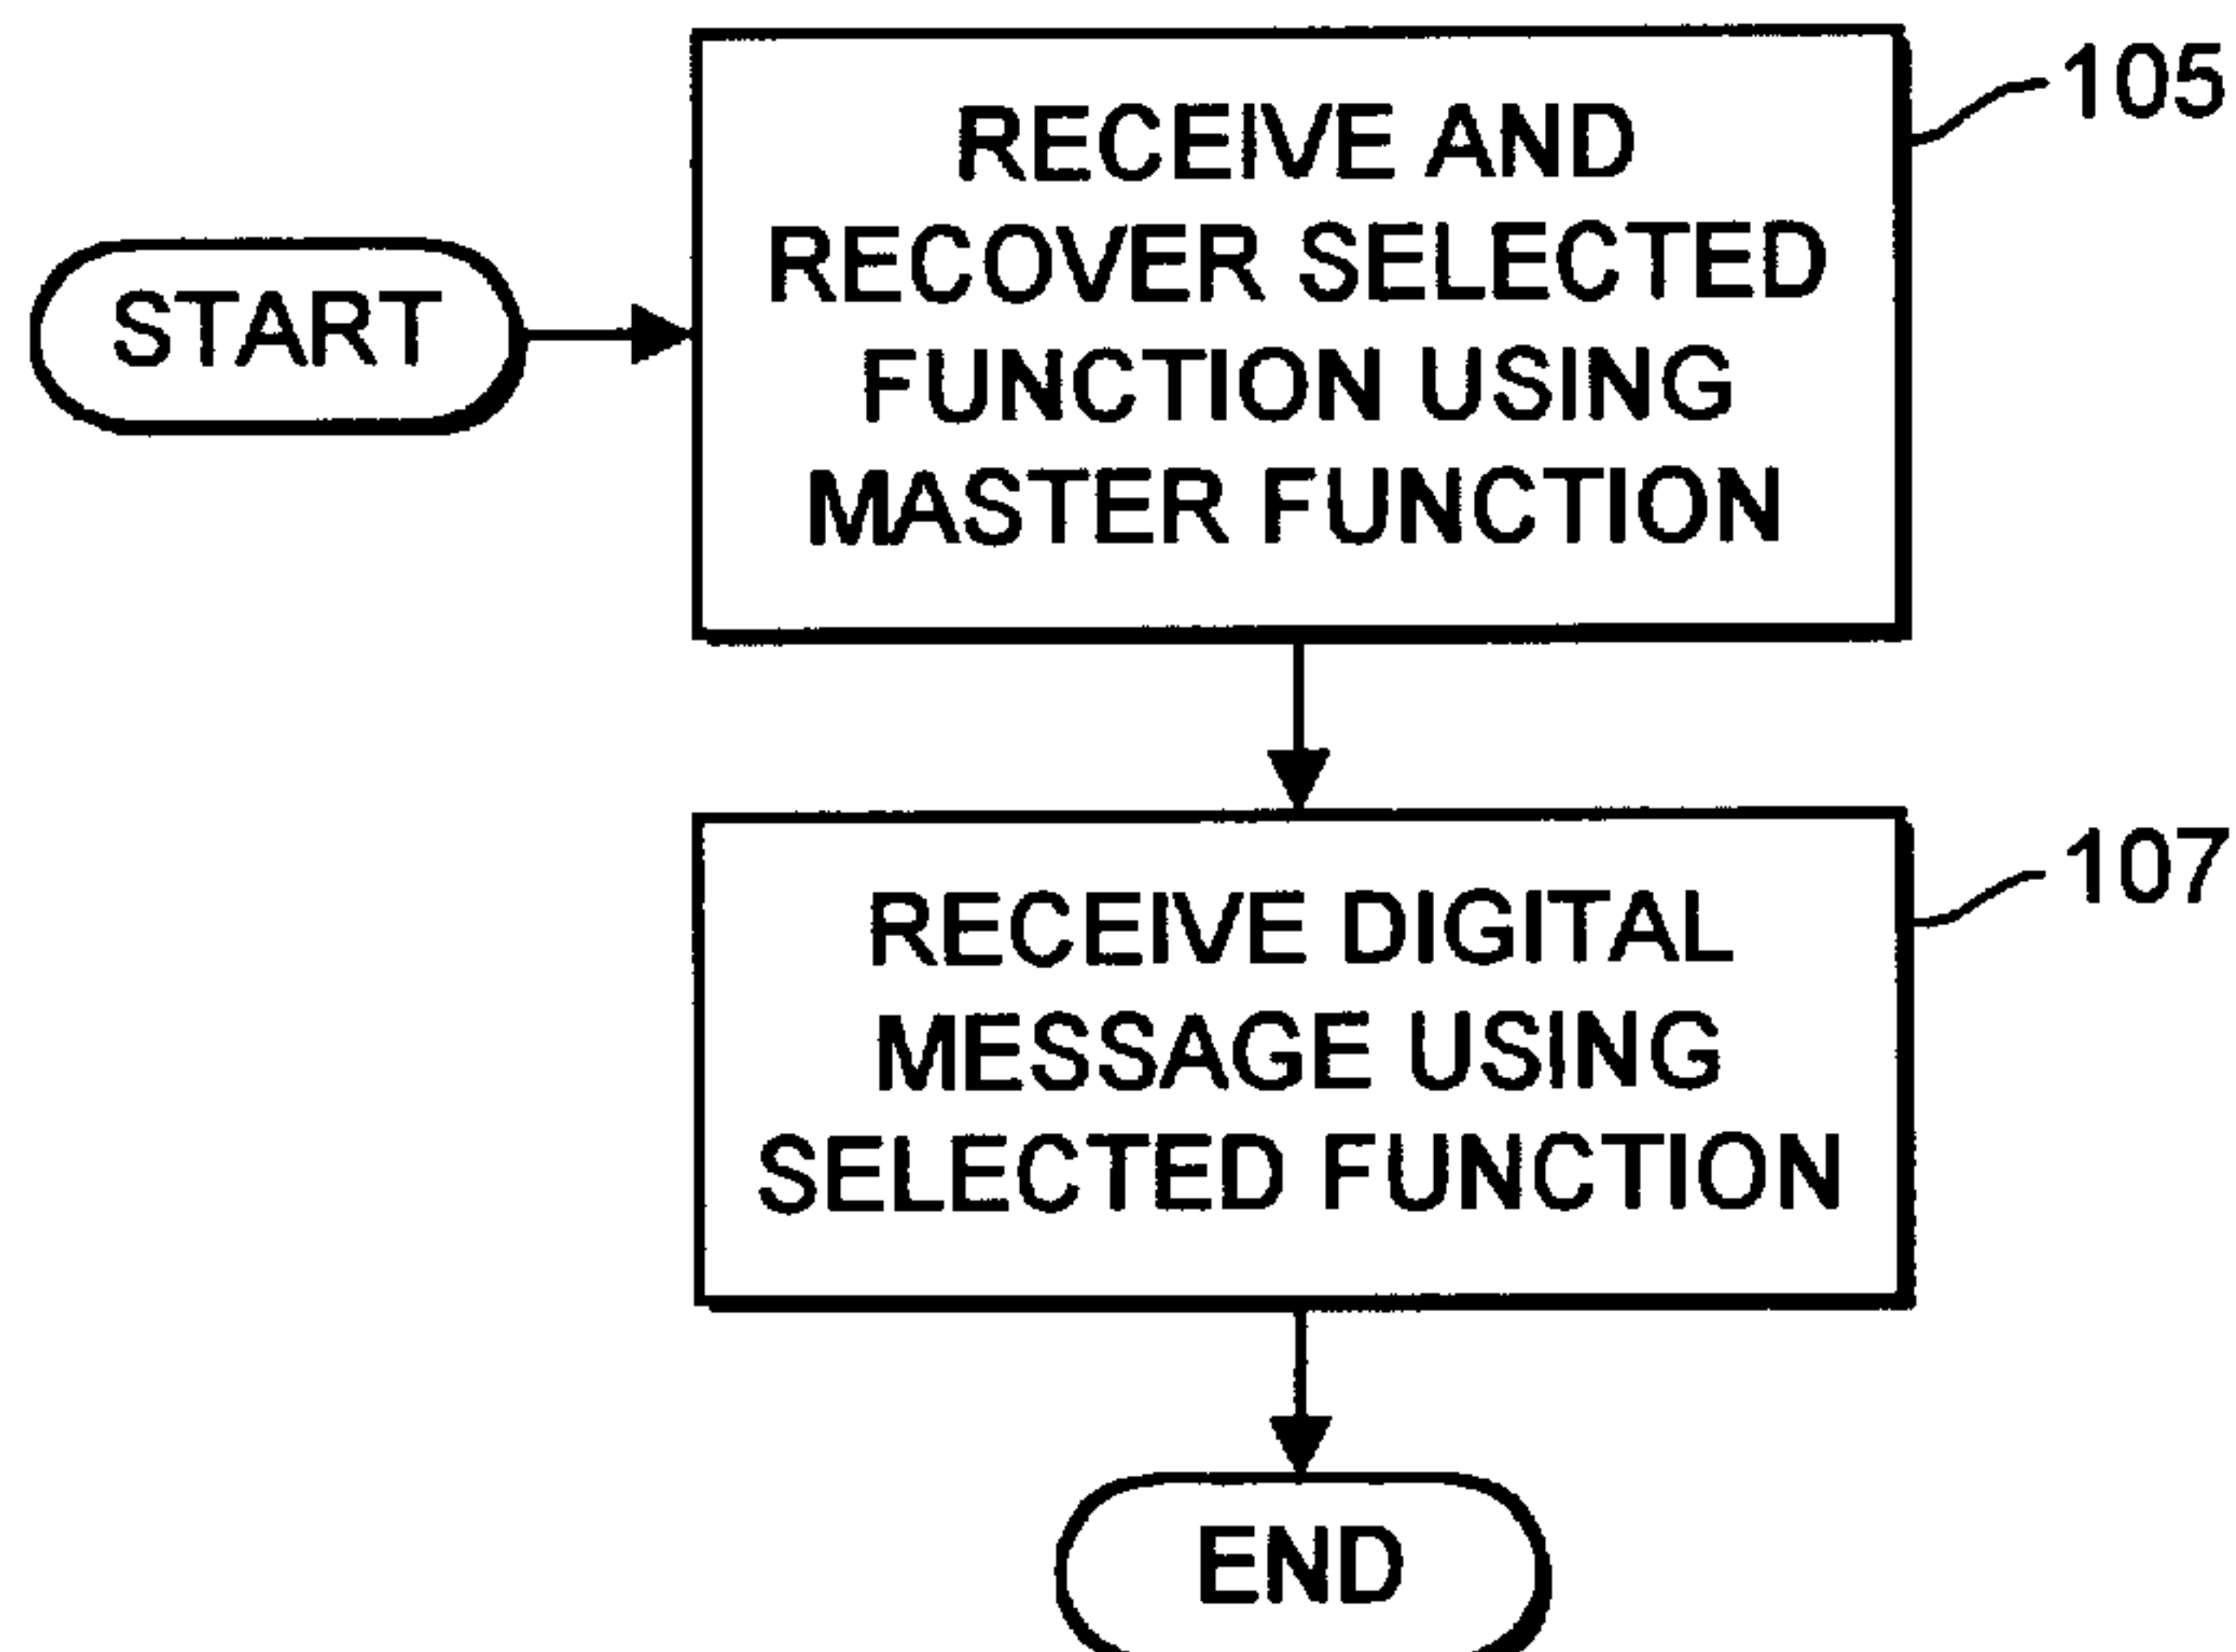 START
RECEIVE AND
RECOVER SELECTED
FUNCTION USING
MASTER FUNCTION
105
RECEIVE DIGITAL
MESSAGE USING
SELECTED FUNCTION
107
END